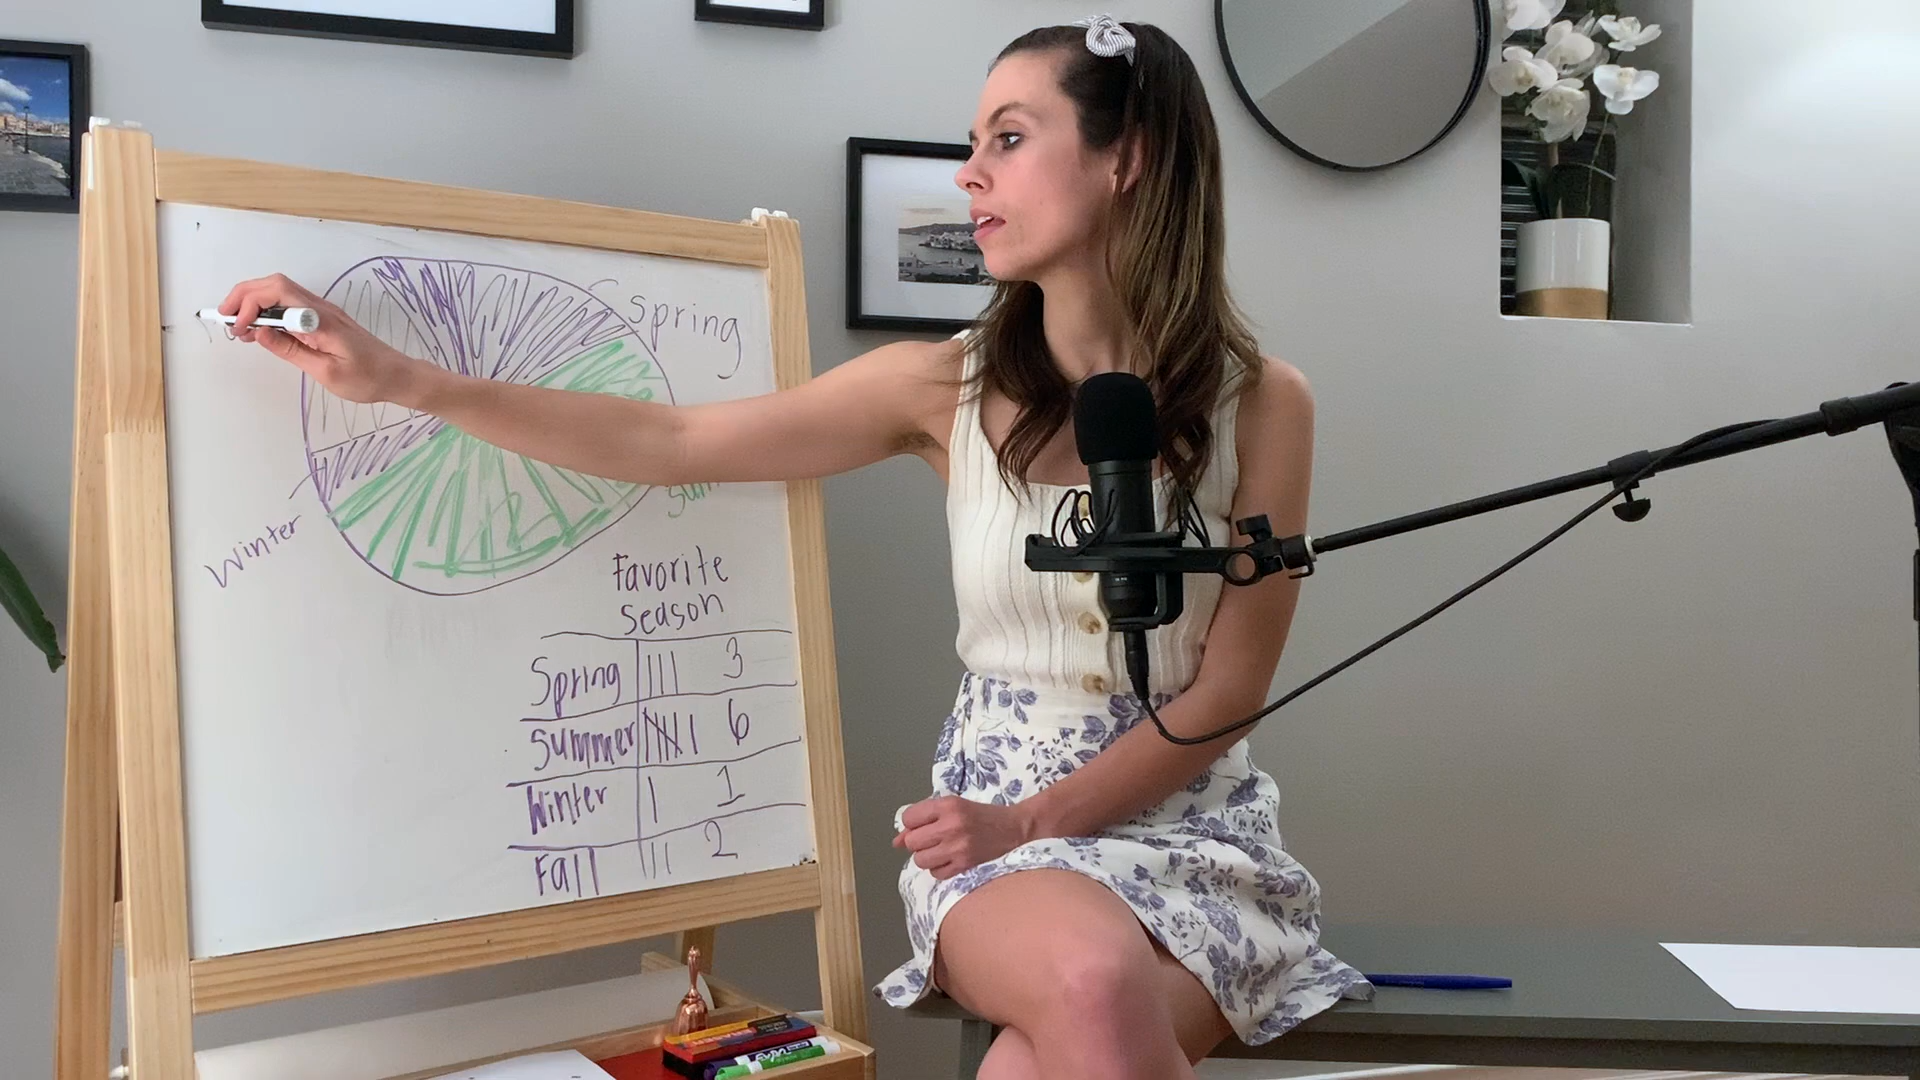 Spring
Winter
Favorite
Season
Spring ||| 3
Summer 𝍸 | 6
Winter | 1
Fall || 2